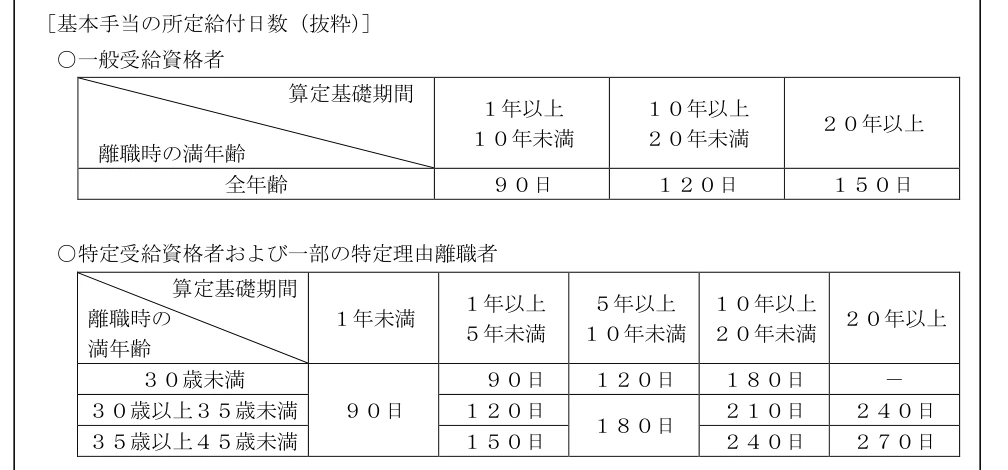 ［基本手当の所定給付日数（抜粋）］
○一般受給資格者
算定基礎期間
離職時の満年齢
１年以上
１０年未満
１０年以上
２０年未満
２０年以上
全年齢 ９０日 １２０日 １５０日
○特定受給資格者および一部の特定理由離職者
算定基礎期間
離職時の
満年齢
１年未満
１年以上
５年未満
５年以上
１０年未満
１０年以上
２０年未満
２０年以上
３０歳未満 ９０日 １２０日 １８０日 －
３０歳以上３５歳未満 ９０日 １２０日 １８０日 ２１０日 ２４０日
３５歳以上４５歳未満 １５０日 ２４０日 ２７０日